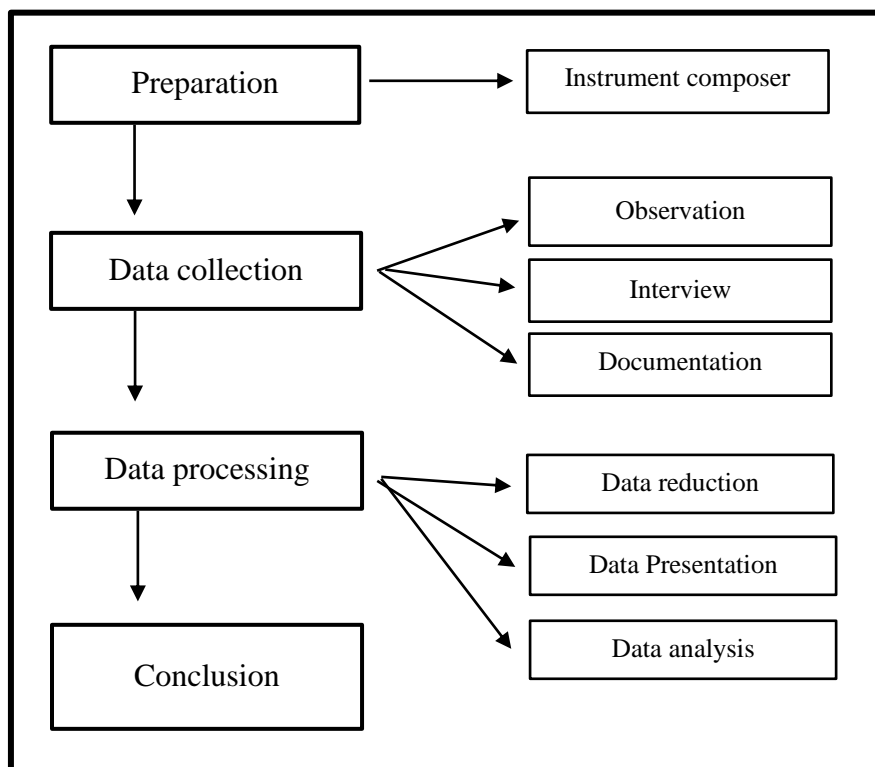 Preparation
Instrument composer
Data collection
Observation
Interview
Documentation
Data processing
Data reduction
Data Presentation
Data analysis
Conclusion